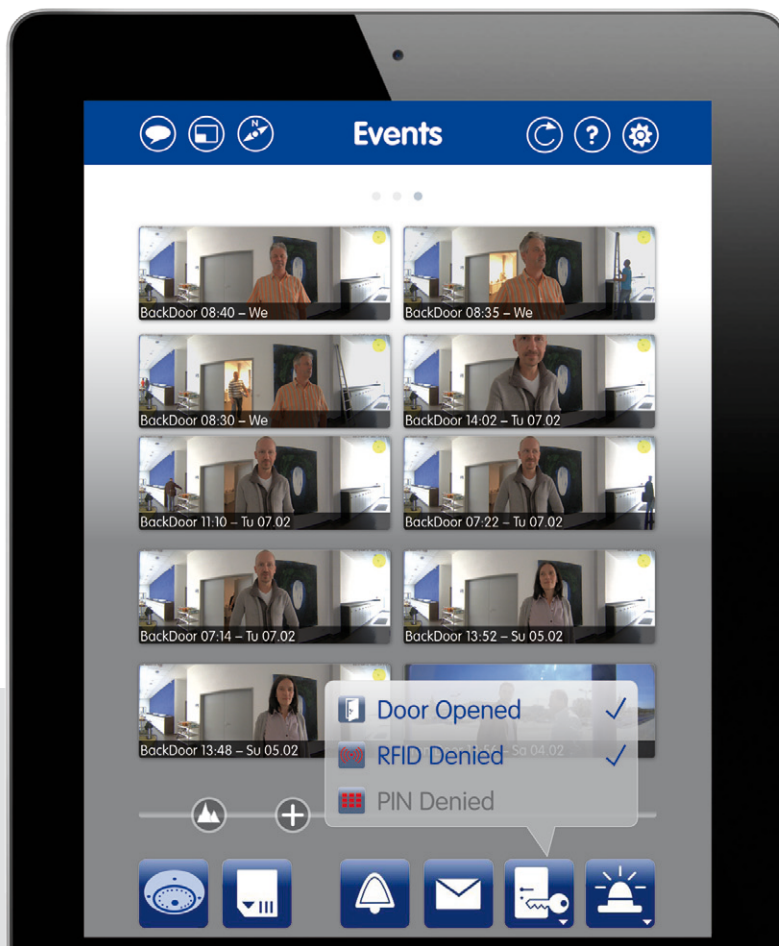 N
Events
BackDoor 08:40 – We
BackDoor 08:35 – We
BackDoor 08:30 – We
BackDoor 14:02 – Tu 07.02
BackDoor 11:10 – Tu 07.02
BackDoor 07:22 – Tu 07.02
BackDoor 07:14 – Tu 07.02
BackDoor 13:52 – Su 05.02
BackDoor 13:48 – Su 05.02
Sa 04.02
Door Opened
RFID Denied
PIN Denied